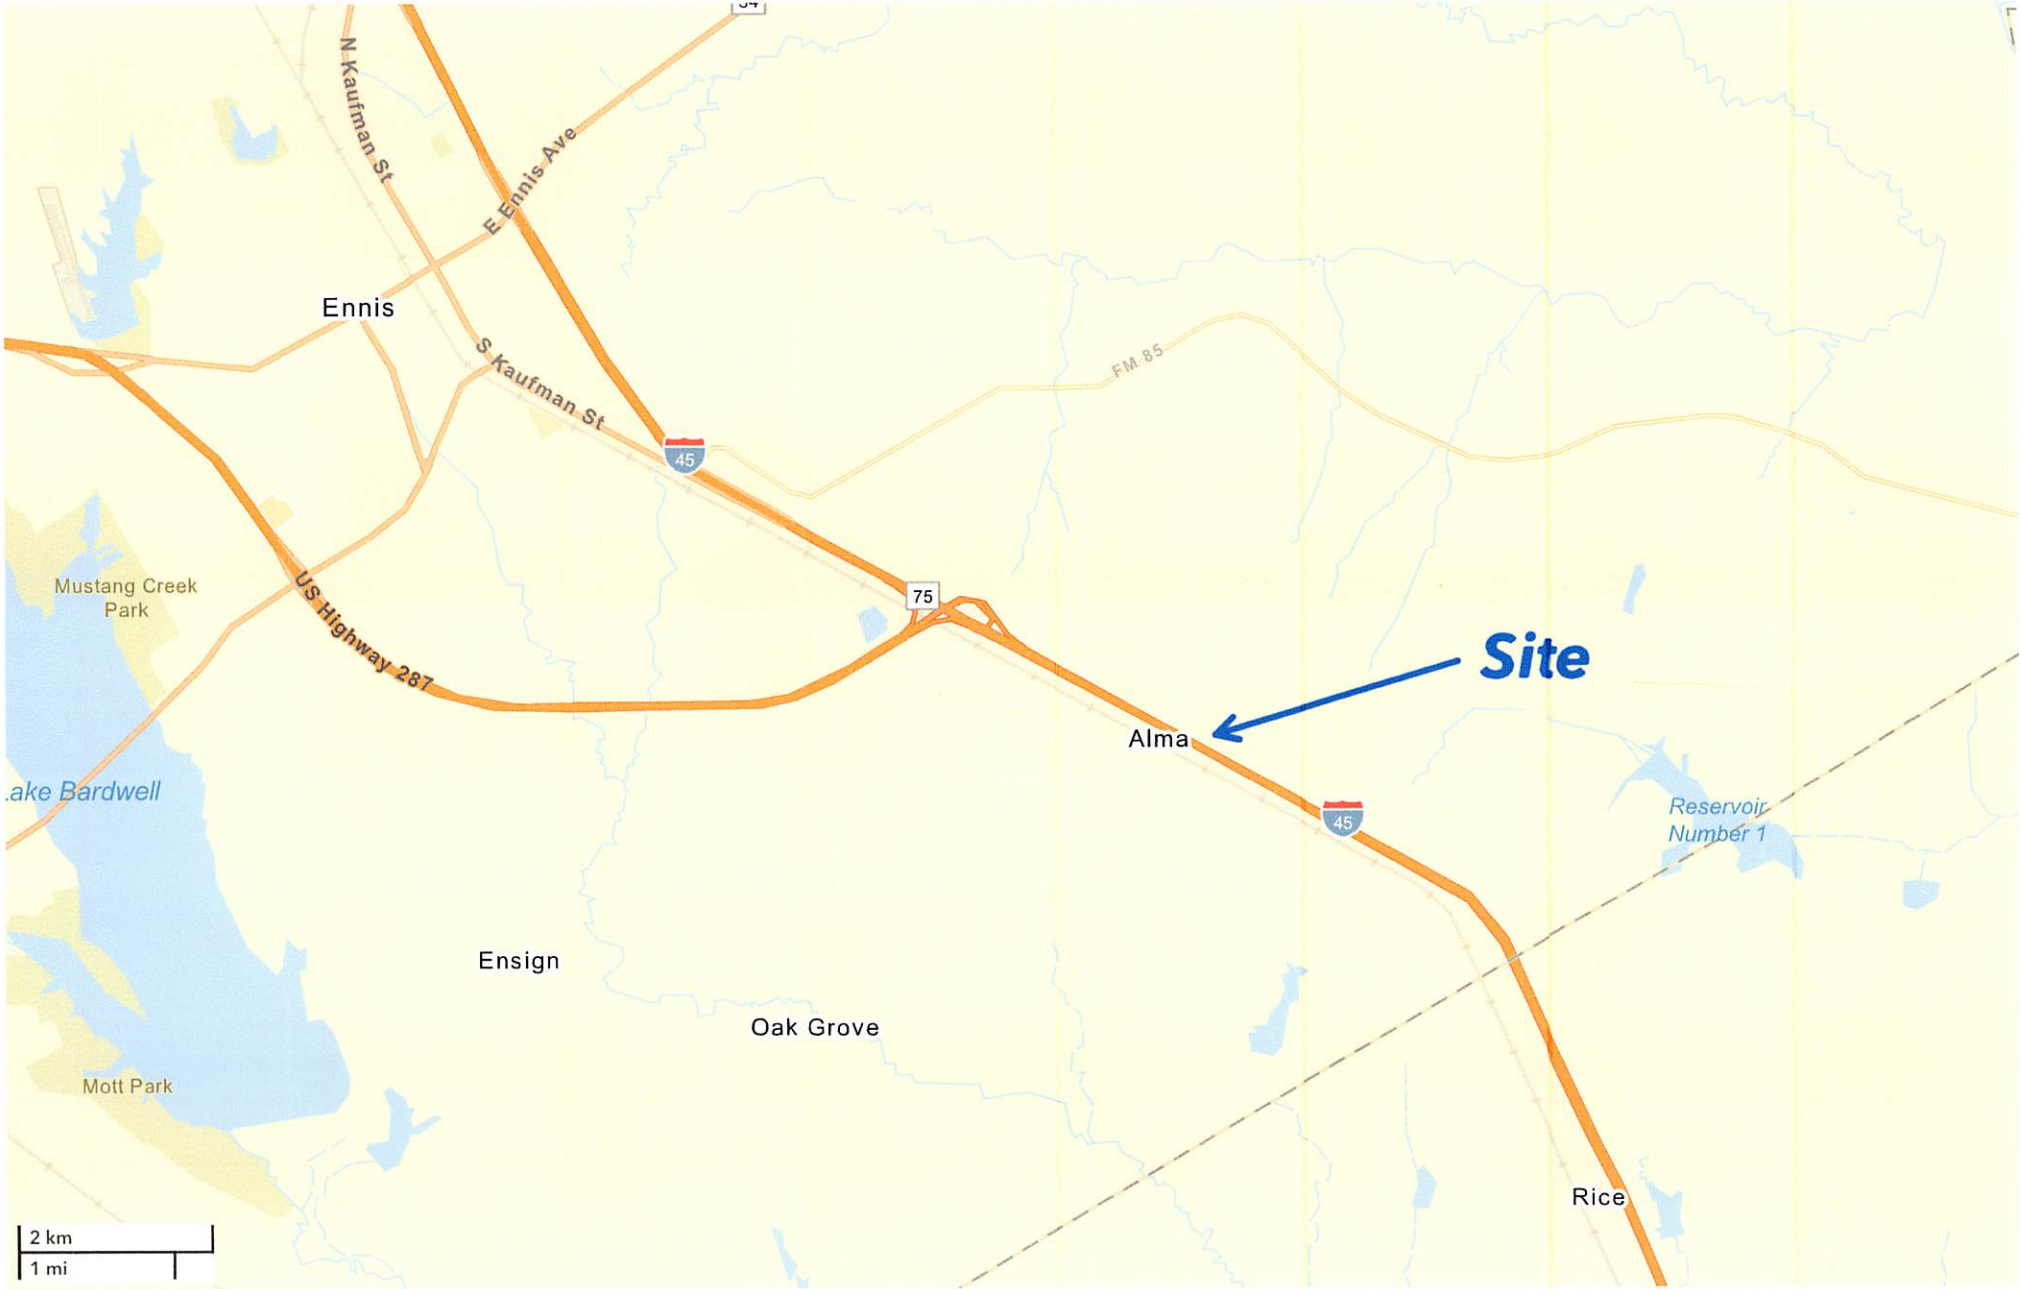 N Kaufman St
E Ennis Ave
Ennis
S Kaufman St
FM 85
45
75
Mustang Creek
Park
US Highway 287
Site
Alma
Lake Bardwell
45
Reservoir
Number 1
Ensign
Oak Grove
Mott Park
Rice
2 km
1 mi